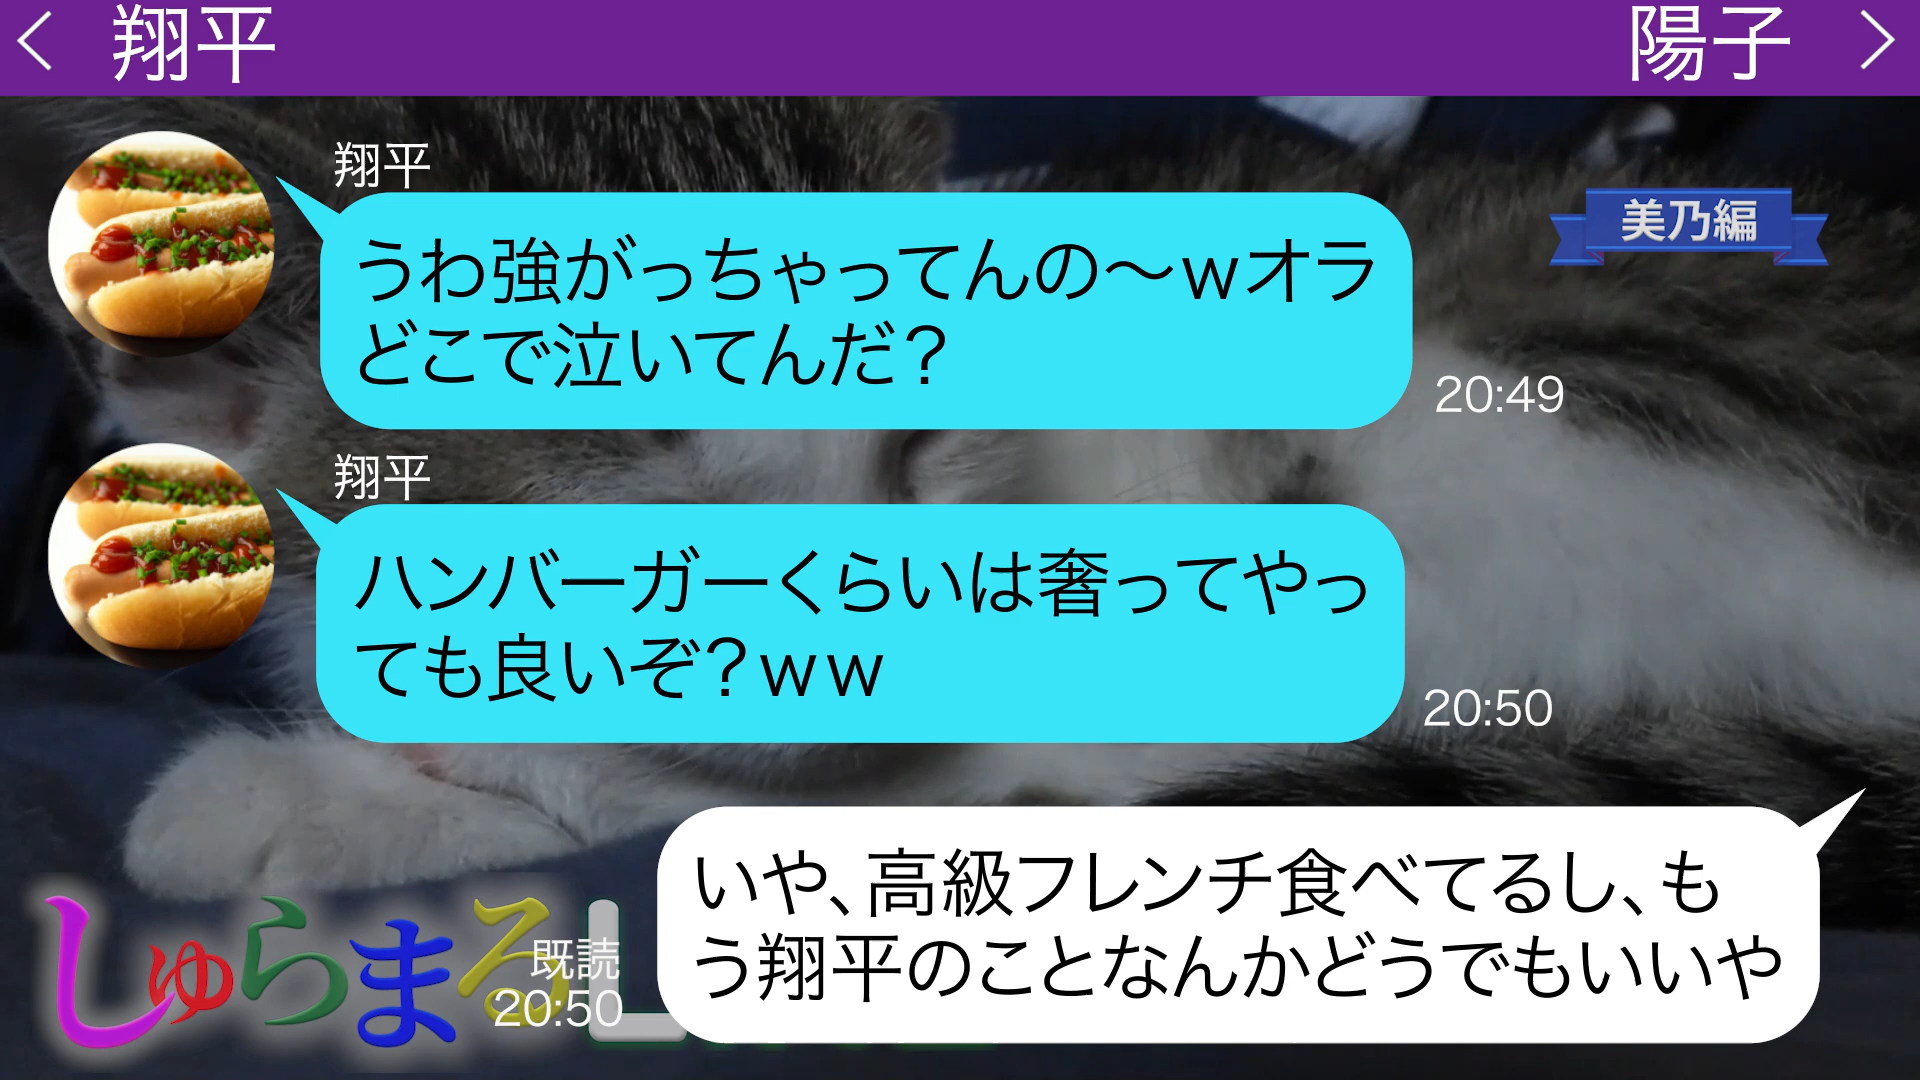 翔平
陽子
翔平
美乃編
うわ強がっちゃってんの～wオラ
どこで泣いてんだ？
20:49
翔平
ハンバーガーくらいは奢ってやっ
ても良いぞ？ww
20:50
いや、高級フレンチ食べてるし、も
う翔平のことなんかどうでもいいや
既読
20:50
しゅらまるL